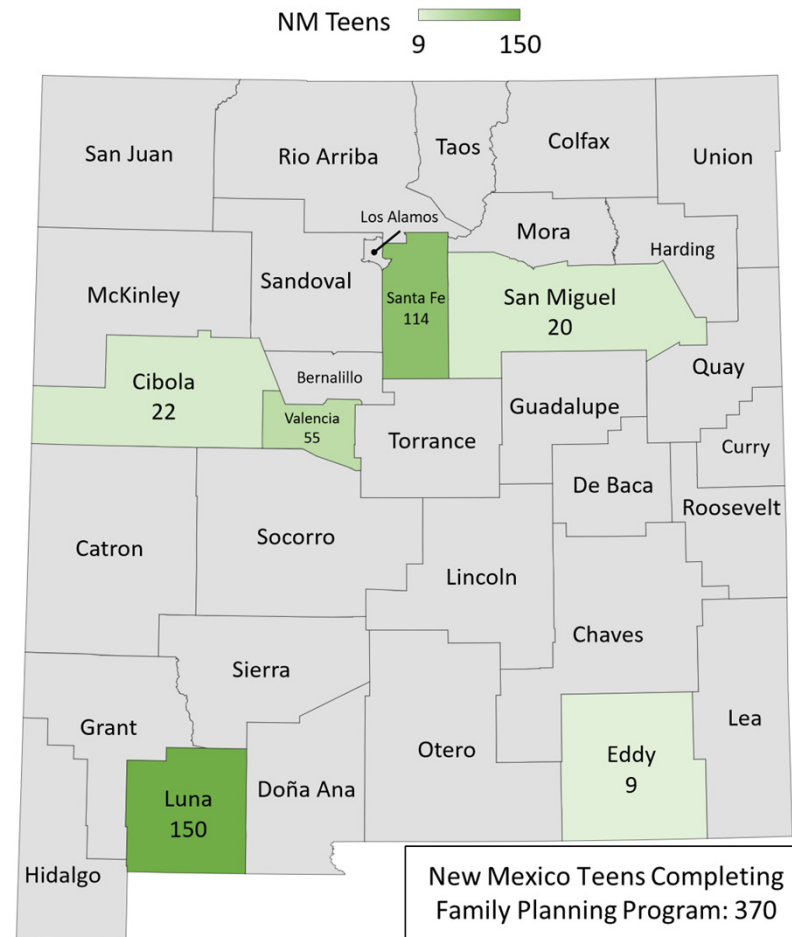 NM Teens
9 150
San Juan
Rio Arriba
Taos
Colfax
Union
Los Alamos
Mora
Harding
McKinley
Sandoval
Santa Fe
114
San Miguel
20
Quay
Cibola
22
Bernalillo
Valencia
55
Torrance
Guadalupe
Curry
De Baca
Roosevelt
Catron
Socorro
Lincoln
Chaves
Sierra
Grant
Otero
Lea
Eddy
9
Luna
150
Doña Ana
Hidalgo
New Mexico Teens Completing
Family Planning Program: 370